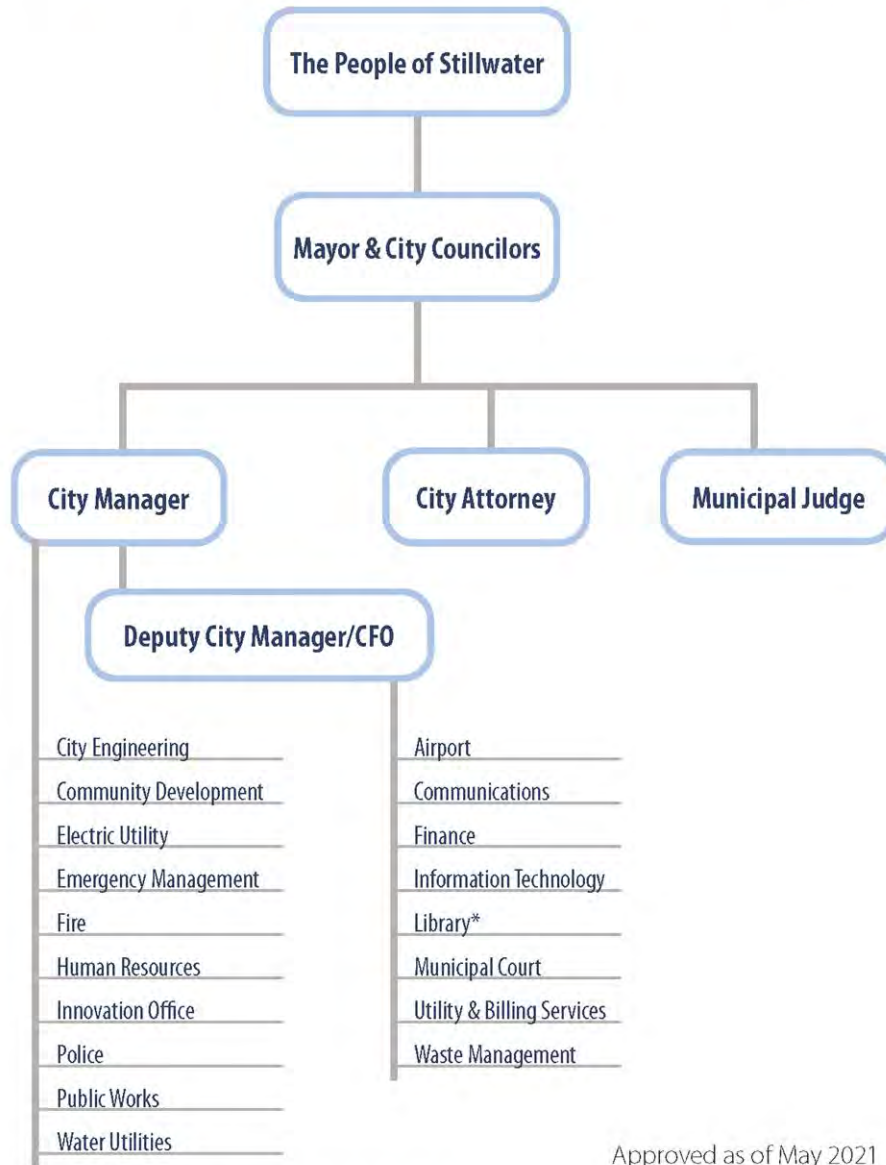 The People of Stillwater
Mayor & City Councilors
City Manager
City Attorney
Municipal Judge
Deputy City Manager/CFO
City Engineering
Community Development
Electric Utility
Emergency Management
Fire
Human Resources
Innovation Office
Police
Public Works
Water Utilities
Airport
Communications
Finance
Information Technology
Library*
Municipal Court
Utility & Billing Services
Waste Management
Approved as of May 2021